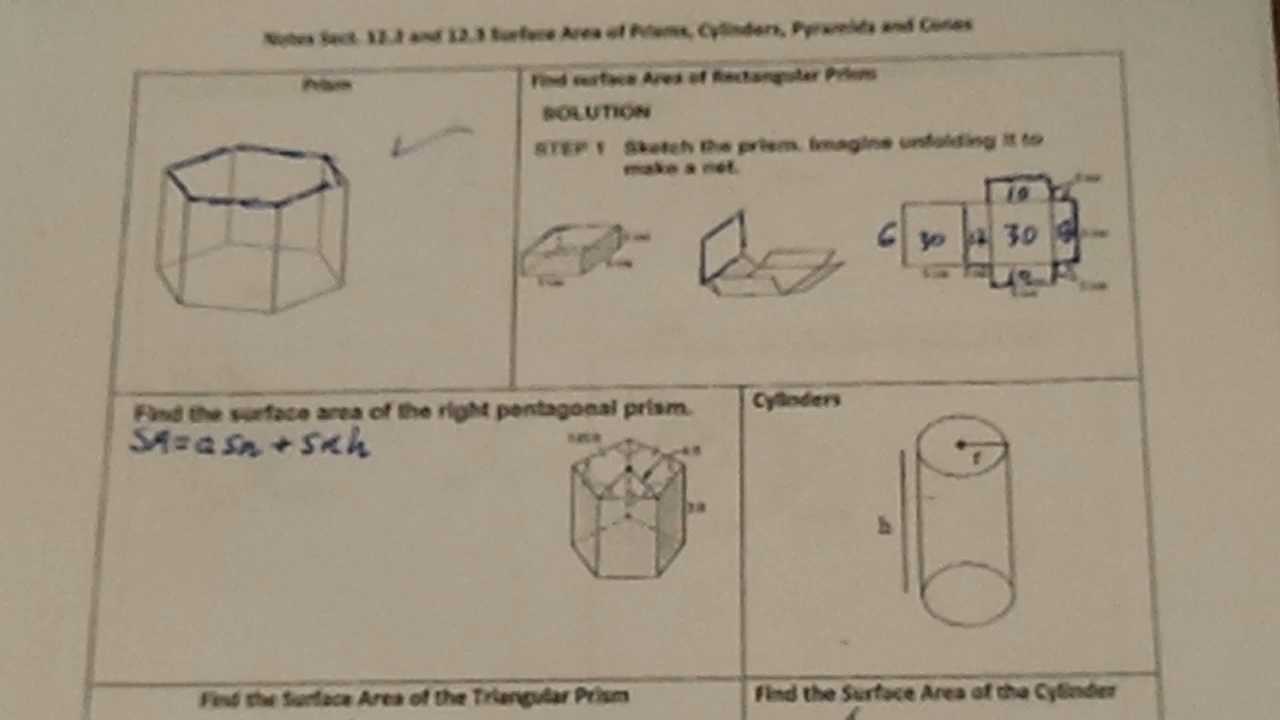 Notes Sect. 12.2 and 12.3 Surface Area of Prisms, Cylinders, Pyramids and Cones
Prism
Find surface Area of Rectangular Prism
SOLUTION
STEP 1 Sketch the prism. Imagine unfolding it to
make a net.
10
6 30 12 30
10
Find the surface area of the right pentagonal prism.
SA=asn + snh
Cylinders
r
h
Find the Surface Area of the Triangular Prism
Find the Surface Area of the Cylinder